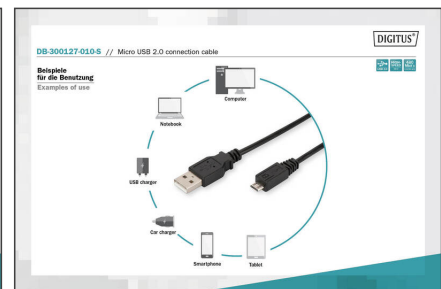 DIGITUS®
DB-300127-010-S // Micro USB 2.0 connection cable
Beispiele
für die Benutzung
Examples of use
Computer
Notebook
USB charger
Car charger
Smartphone
Tablet